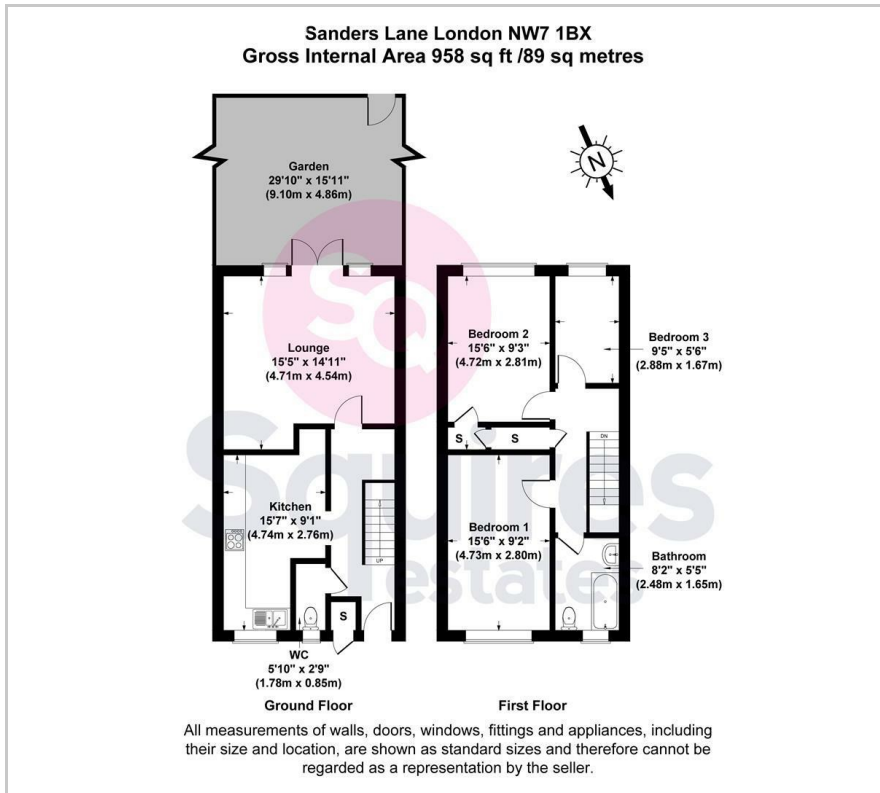 Sanders Lane London NW7 1BX
Gross Internal Area 958 sq ft /89 sq metres
Garden
29'10" x 15'11"
(9.10m x 4.86m)
N
SQ
Squires
estates
Lounge
15'5" x 14'11"
(4.71m x 4.54m)
Kitchen
15'7" x 9'1"
(4.74m x 2.76m)
UP
S
WC
5'10" x 2'9"
(1.78m x 0.85m)
Ground Floor
Bedroom 2
15'6" x 9'3"
(4.72m x 2.81m)
Bedroom 3
9'5" x 5'6"
(2.88m x 1.67m)
S
S
DN
Bedroom 1
15'6" x 9'2"
(4.73m x 2.80m)
Bathroom
8'2" x 5'5"
(2.48m x 1.65m)
First Floor
All measurements of walls, doors, windows, fittings and appliances, including
their size and location, are shown as standard sizes and therefore cannot be
regarded as a representation by the seller.